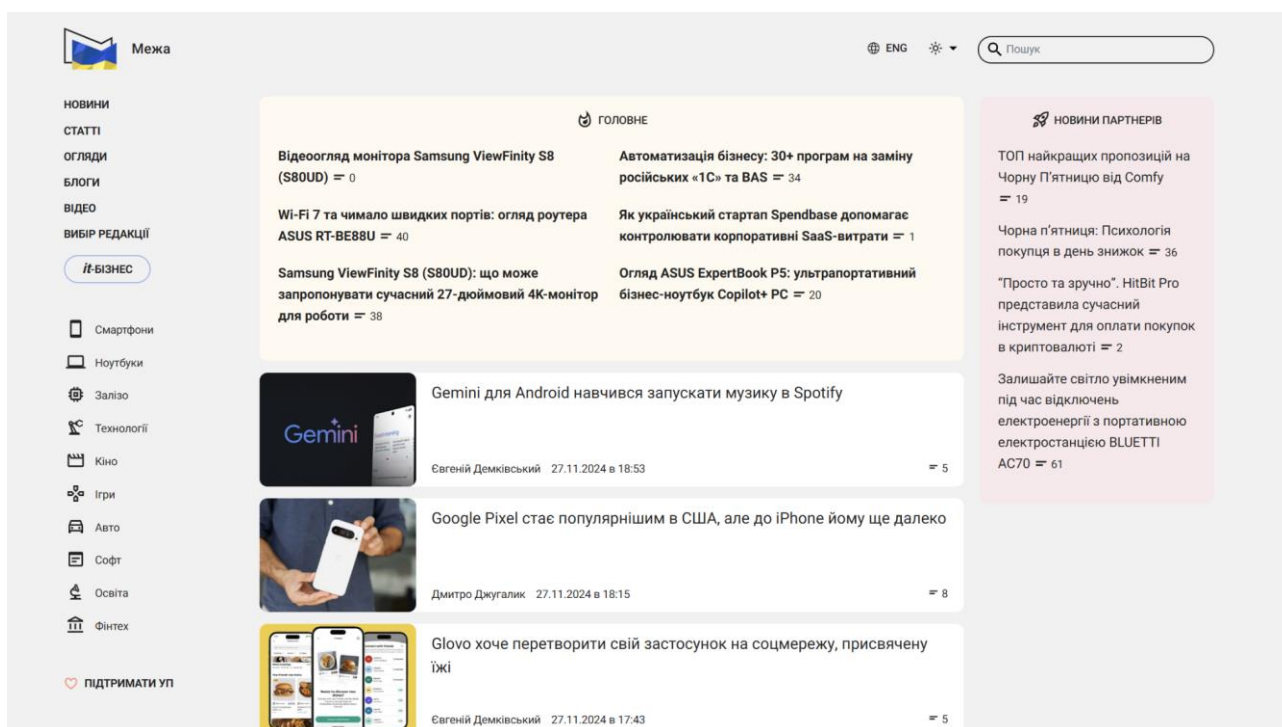 Межа
ENG
Пошук
НОВИНИ
СТАТТІ
ОГЛЯДИ
БЛОГИ
ВІДЕО
ВИБІР РЕДАКЦІЇ
it-БІЗНЕС
Смартфони
Ноутбуки
Залізо
Технології
Кіно
Ігри
Авто
Софт
Освіта
Фінтех
ПІДТРИМАТИ УП
ГОЛОВНЕ
Відеоогляд монітора Samsung ViewFinity S8
(S80UD) 0
Wi-Fi 7 та чимало швидких портів: огляд роутера
ASUS RT-BE88U 40
Samsung ViewFinity S8 (S80UD): що може
запропонувати сучасний 27-дюймовий 4К-монітор
для роботи 38
Автоматизація бізнесу: 30+ програм на заміну
російських «1С» та BAS 34
Як український стартап Spendbase допомагає
контролювати корпоративні SaaS-витрати 1
Огляд ASUS ExpertBook P5: ультрапортативний
бізнес-ноутбук Copilot+ PC 20
Gemini
Gemini для Android навчився запускати музику в Spotify
Євгеній Демківський 27.11.2024 в 18:53 5
Google Pixel стає популярнішим в США, але до iPhone йому ще далеко
Дмитро Джугалик 27.11.2024 в 18:15 8
Glovo хоче перетворити свій застосунок на соцмережу, присвячену
їжі
Євгеній Демківський 27.11.2024 в 17:43 5
НОВИНИ ПАРТНЕРІВ
ТОП найкращих пропозицій на
Чорну П’ятницю від Comfy
19
Чорна п’ятниця: Психологія
покупця в день знижок 36
“Просто та зручно”. HitBit Pro
представила сучасний
інструмент для оплати покупок
в криптовалюті 2
Залишайте світло увімкненим
під час відключень
електроенергії з портативною
електростанцією BLUETTI
AC70 61